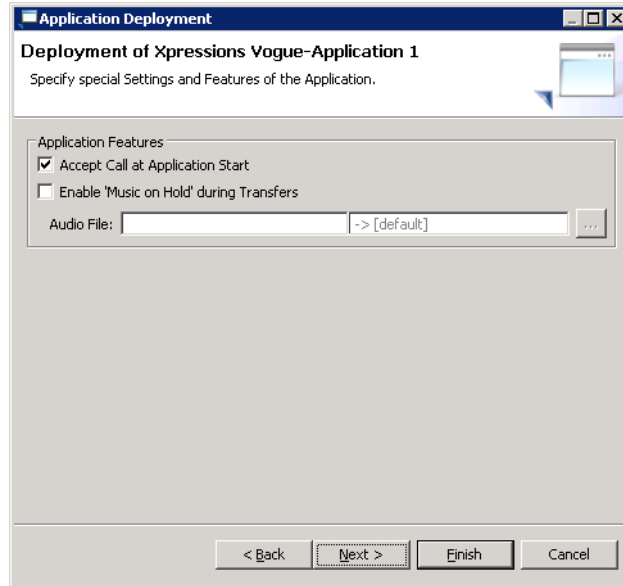 Application Deployment
Deployment of Xpressions Vogue-Application 1
Specify special Settings and Features of the Application.
Application Features
Accept Call at Application Start
Enable 'Music on Hold' during Transfers
Audio File: -> [default] ...
< Back Next > Finish Cancel